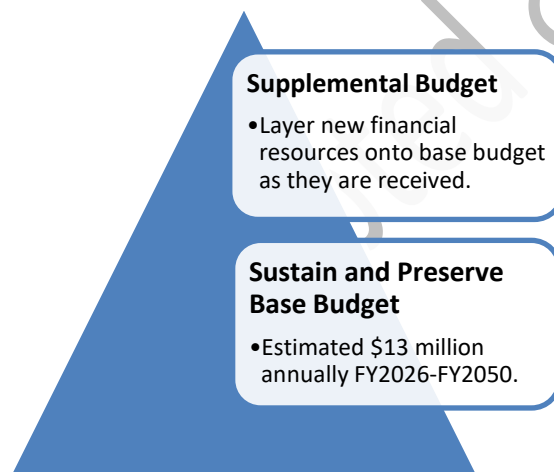 Supplemental Budget
•Layer new financial
resources onto base budget
as they are received.
Sustain and Preserve
Base Budget
•Estimated $13 million
annually FY2026-FY2050.